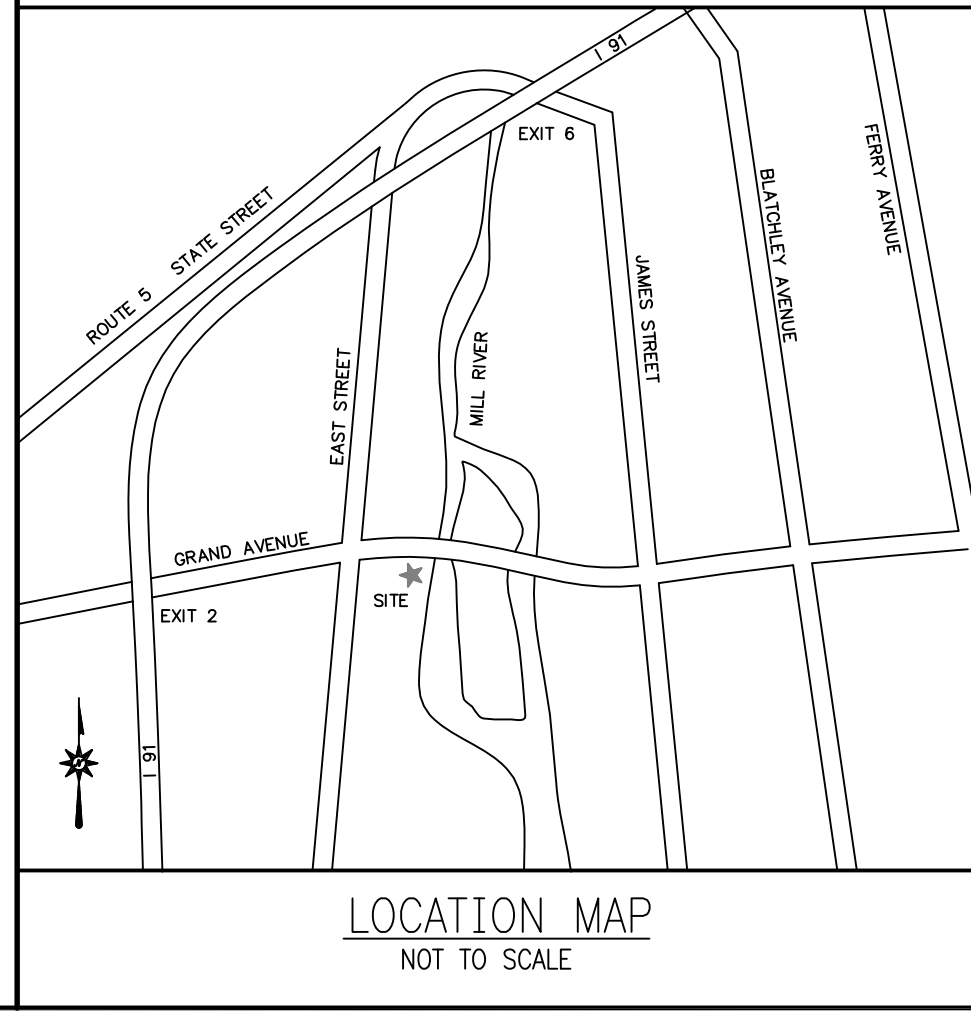 I 91
EXIT 6
FERRY AVENUE
BLATCHLEY AVENUE
STATE STREET
ROUTE 5
JAMES STREET
MILL RIVER
EAST STREET
GRAND AVENUE
SITE
EXIT 2
I 91
N
LOCATION MAP
NOT TO SCALE